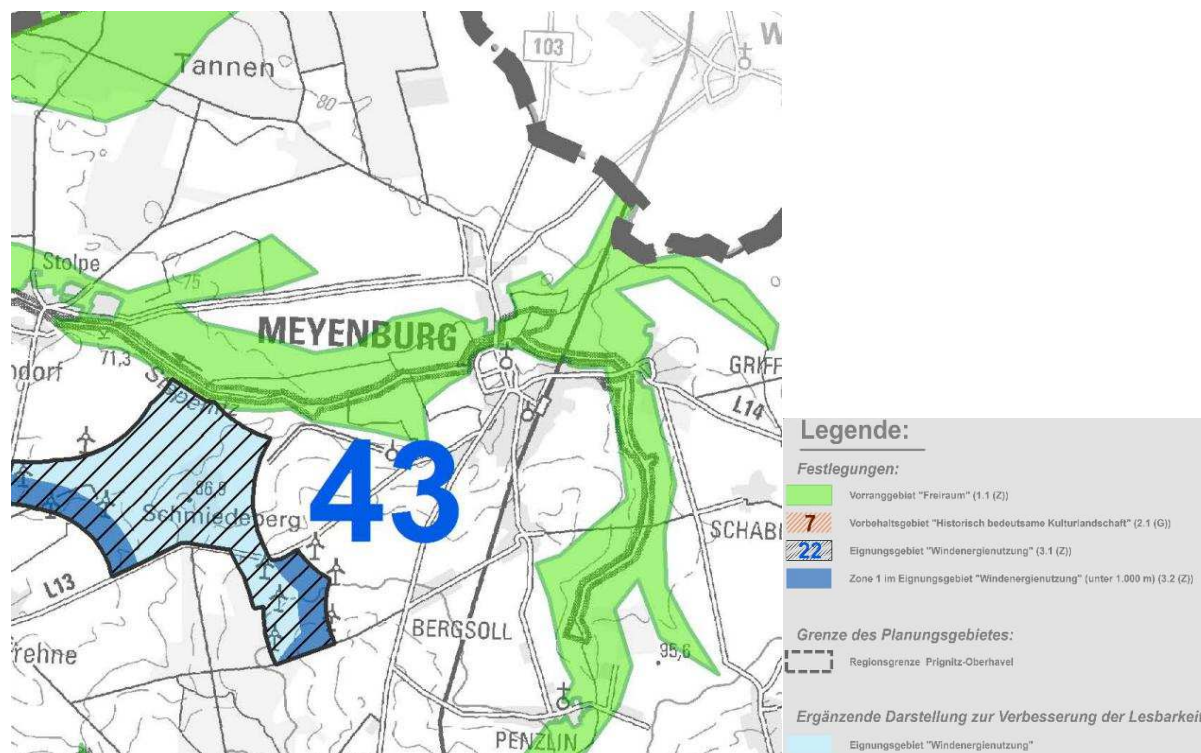 Tannen
103
W
80
Stolpe
75
MEYENBURG
71,3
ndorf
GRIFF
L14
43
86,9
Schmiedeberg
SCHAB
L13
BERGSOLL
rehne
95,6
PENZLIN
Legende:
Festlegungen:
Vorranggebiet "Freiraum" (1.1 (Z))
7 Vorbehaltsgebiet "Historisch bedeutsame Kulturlandschaft" (2.1 (G))
22 Eignungsgebiet "Windenergienutzung" (3.1 (Z))
Zone 1 im Eignungsgebiet "Windenergienutzung" (unter 1.000 m) (3.2 (Z))
Grenze des Planungsgebietes:
Regionsgrenze Prignitz-Oberhavel
Ergänzende Darstellung zur Verbesserung der Lesbarkeit
Eignungsgebiet "Windenergienutzung"